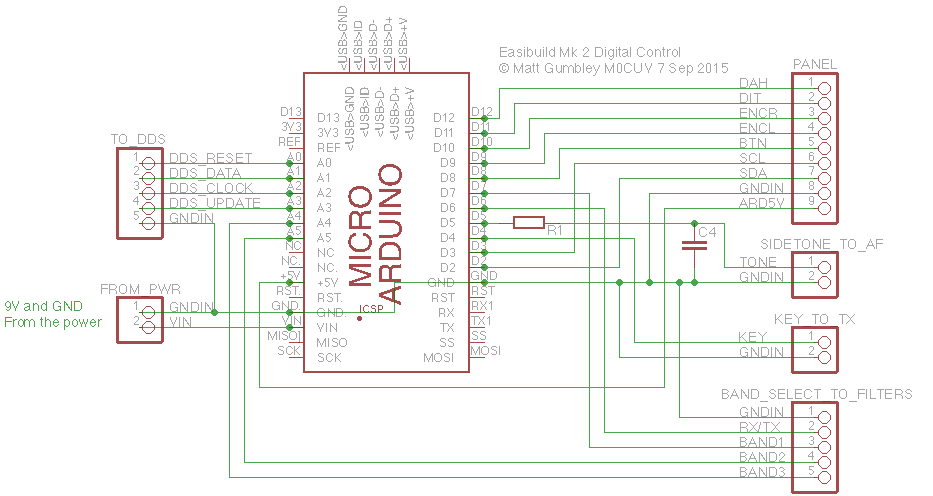 <USB>GND
<USB>ID
<USB>D-
<USB>D+
<USB>+V
Easibuild Mk 2 Digital Control
© Matt Gumbley M0CUV 7 Sep 2015
<USB>GND
<USB>ID
<USB>D-
<USB>D+
<USB>+V
D13
3V3
REF
A0
A1
A2
A3
A4
A5
NC
NC.
+5V
RST.
GND.
VIN
MISO1
SCK
D13
3V3
REF
A0
A1
A2
A3
A4
A5
NC
NC.
+5V
RST.
GND.
VIN
MISO
SCK
MICRO
ARDUINO
ICSP
D12
D11
D10
D9
D8
D7
D6
D5
D4
D3
D2
GND
RST
RX
TX
SS
MOSI
D12
D11
D10
D9
D8
D7
D6
D5
D4
D3
D2
GND
RST
RX1
TX1
SS
MOSI
TO_DDS
1 DDS_RESET
2 DDS_DATA
3 DDS_CLOCK
4 DDS_UPDATE
5 GNDIN
FROM_PWR
1 GNDIN
2 VIN
9V and GND
From the power
R1
C4
PANEL
DAH 1
DIT 2
ENCR 3
ENCL 4
BTN 5
SCL 6
SDA 7
GNDIN 8
ARD5V 9
SIDETONE_TO_AF
TONE 1
GNDIN 2
KEY_TO_TX
KEY 1
GNDIN 2
BAND_SELECT_TO_FILTERS
GNDIN 1
RX/TX 2
BAND1 3
BAND2 4
BAND3 5